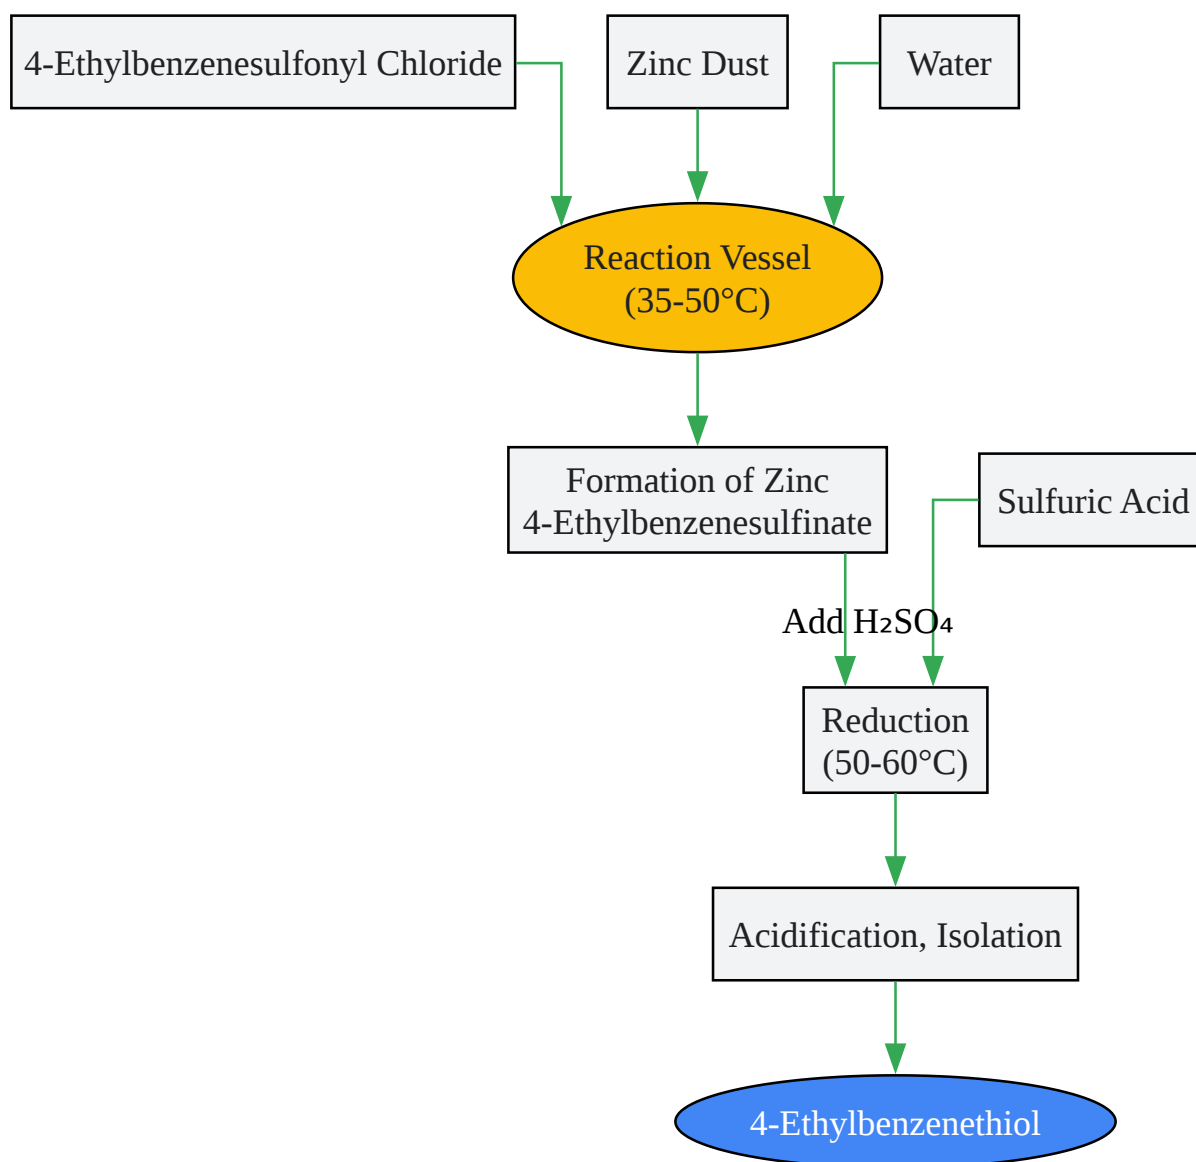 4-Ethylbenzenesulfonyl Chloride
Zinc Dust
Water
Reaction Vessel
(35-50°C)
Formation of Zinc
4-Ethylbenzenesulfinate
Sulfuric Acid
Add H₂SO₄
Reduction
(50-60°C)
Acidification, Isolation
4-Ethylbenzenethiol